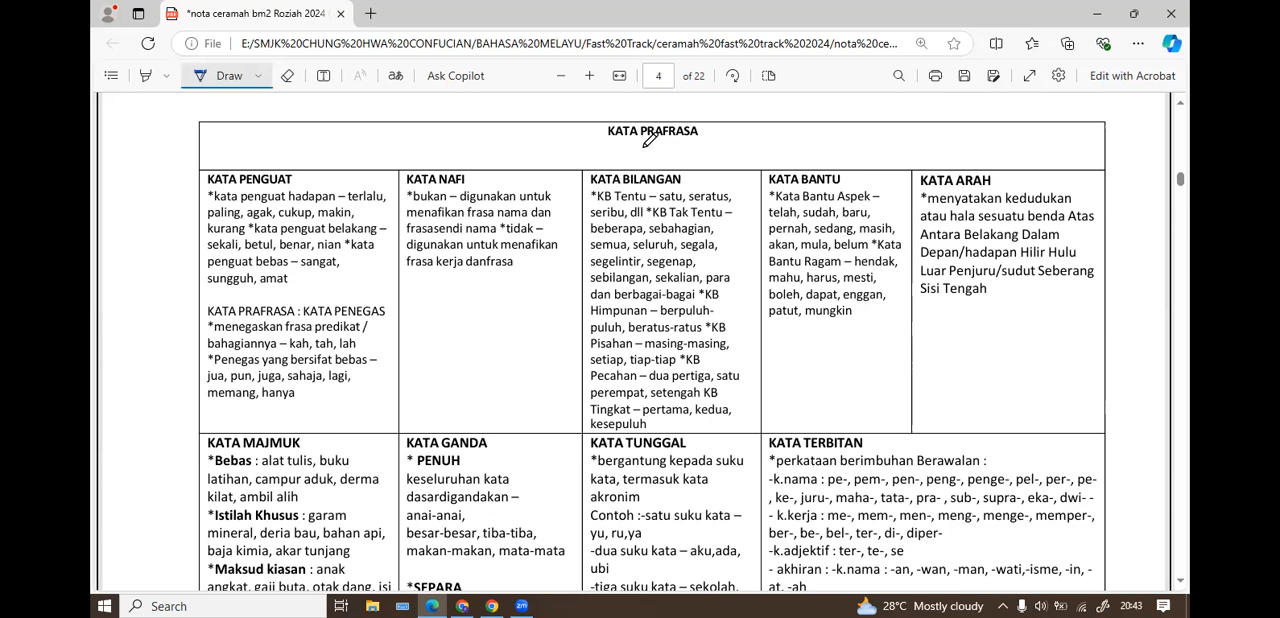 *nota ceramah bm2 Roziah 2024
File
E:/SMJK%20CHUNG%20HWA%20CONFUCIAN/BAHASA%20MELAYU/Fast%20Track/ceramah%20fast%20track%202024/nota%20ce...
Draw
Ask Copilot
4
of 22
Edit with Acrobat
KATA PRAFRASA
KATA PENGUAT
*kata penguat hadapan – terlalu,
paling, agak, cukup, makin,
kurang *kata penguat belakang –
sekali, betul, benar, nian *kata
penguat bebas – sangat,
sungguh, amat
KATA PRAFRASA : KATA PENEGAS
*menegaskan frasa predikat /
bahagiannya – kah, tah, lah
*Penegas yang bersifat bebas –
jua, pun, juga, sahaja, lagi,
memang, hanya
KATA NAFI
*bukan – digunakan untuk
menafikan frasa nama dan
frasasendi nama *tidak –
digunakan untuk menafikan
frasa kerja danfrasa
KATA BILANGAN
*KB Tentu – satu, seratus,
seribu, dll *KB Tak Tentu –
beberapa, sebahagian,
semua, seluruh, segala,
segelintir, segenap,
sebilangan, sekalian, para
dan berbagai-bagai *KB
Himpunan – berpuluh-
puluh, beratus-ratus *KB
Pisahan – masing-masing,
setiap, tiap-tiap *KB
Pecahan – dua pertiga, satu
perempat, setengah KB
Tingkat – pertama, kedua,
kesepuluh
KATA BANTU
*Kata Bantu Aspek –
telah, sudah, baru,
pernah, sedang, masih,
akan, mula, belum *Kata
Bantu Ragam – hendak,
mahu, harus, mesti,
boleh, dapat, enggan,
patut, mungkin
KATA ARAH
*menyatakan kedudukan
atau hala sesuatu benda Atas
Antara Belakang Dalam
Depan/hadapan Hilir Hulu
Luar Penjuru/sudut Seberang
Sisi Tengah
KATA MAJMUK
*Bebas : alat tulis, buku
latihan, campur aduk, derma
kilat, ambil alih
*Istilah Khusus : garam
mineral, deria bau, bahan api,
baja kimia, akar tunjang
*Maksud kiasan : anak
angkat, gaji buta, otak dang, isi
KATA GANDA
* PENUH
keseluruhan kata
dasardigandakan –
anai-anai,
besar-besar, tiba-tiba,
makan-makan, mata-mata
*SEPARA
KATA TUNGGAL
*bergantung kepada suku
kata, termasuk kata
akronim
Contoh :-satu suku kata –
yu, ru,ya
-dua suku kata – aku,ada,
ubi
-tiga suku kata – sekolah,
KATA TERBITAN
*perkataan berimbuhan Berawalan :
-k.nama : pe-, pem-, pen-, peng-, penge-, pel-, per-, pe-
, ke-, juru-, maha-, tata-, pra- , sub-, supra-, eka-, dwi- -
- k.kerja : me-, mem-, men-, meng-, menge-, memper-,
ber-, be-, bel-, ter-, di-, diper-
-k.adjektif : ter-, te-, se
- akhiran : -k.nama : -an, -wan, -man, -wati,-isme, -in, -
at, -ah
Search
28°C Mostly cloudy
20:43